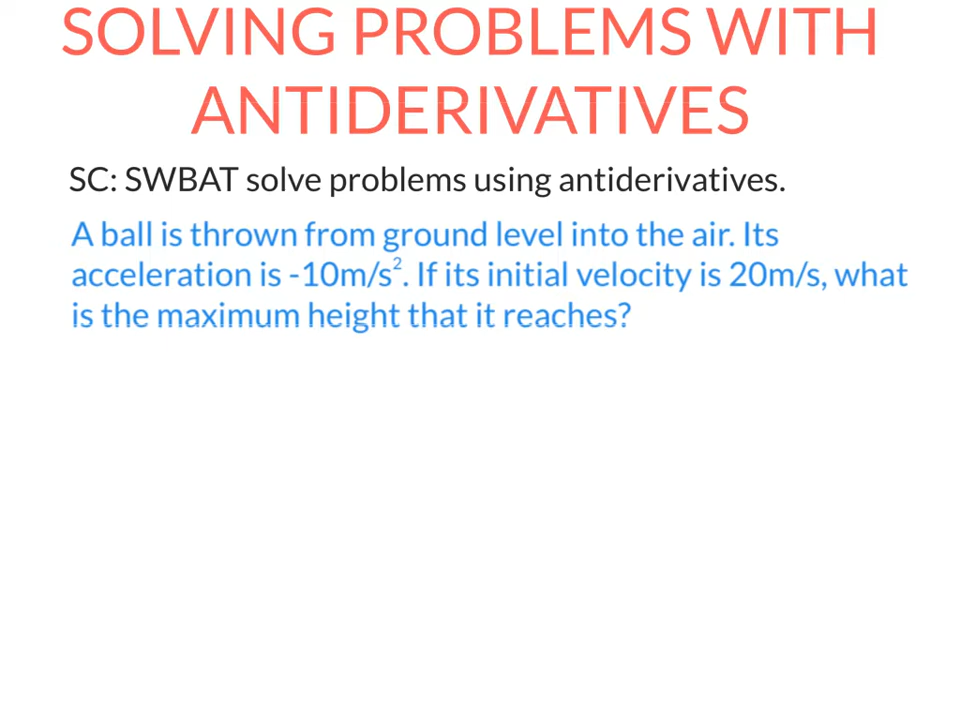 SOLVING PROBLEMS WITH
ANTIDERIVATIVES
SC: SWBAT solve problems using antiderivatives.
A ball is thrown from ground level into the air. Its
acceleration is -10m/s². If its initial velocity is 20m/s, what
is the maximum height that it reaches?